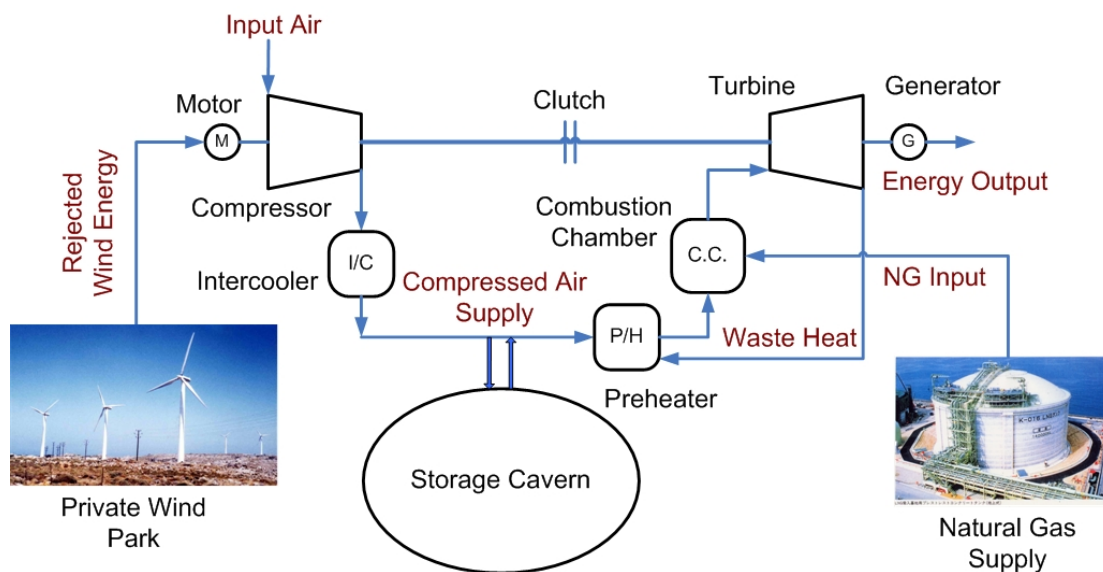 Input Air
Motor
M
Compressor
Clutch
Turbine
Generator
G
Energy Output
Rejected
Wind Energy
Intercooler
I/C
Combustion
Chamber
C.C.
NG Input
Compressed Air
Supply
P/H
Waste Heat
Preheater
Storage Cavern
Private Wind
Park
Natural Gas
Supply